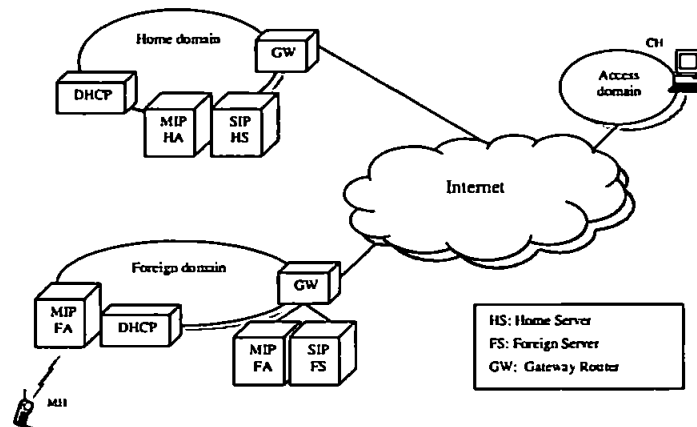 Home domain
GW
DHCP
MIP
HA
SIP
HS
CH
Access
domain
Internet
Foreign domain
GW
MIP
FA
DHCP
MIP
FA
SIP
FS
MH
HS: Home Server
FS: Foreign Server
GW: Gateway Router